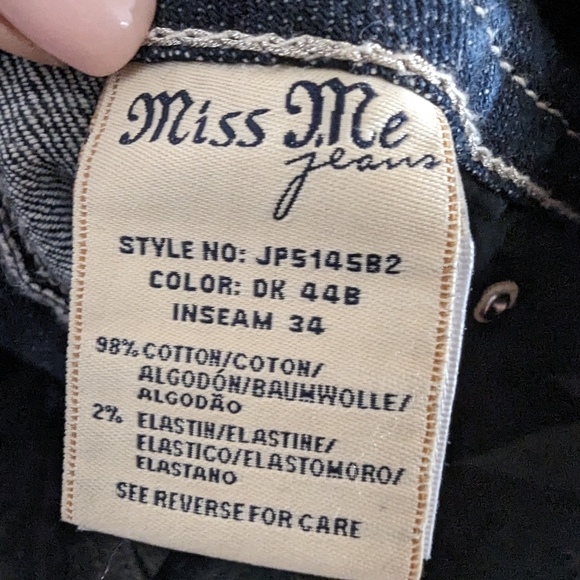 Miss Me
jeans
STYLE NO: JP5145B2
COLOR: DK 44B
INSEAM 34
98% COTTON/COTON/
ALGODÓN/BAUMWOLLE/
ALGODÃO
2% ELASTIN/ELASTINE/
ELASTICO/ELASTOMORO/
ELASTANO
SEE REVERSE FOR CARE